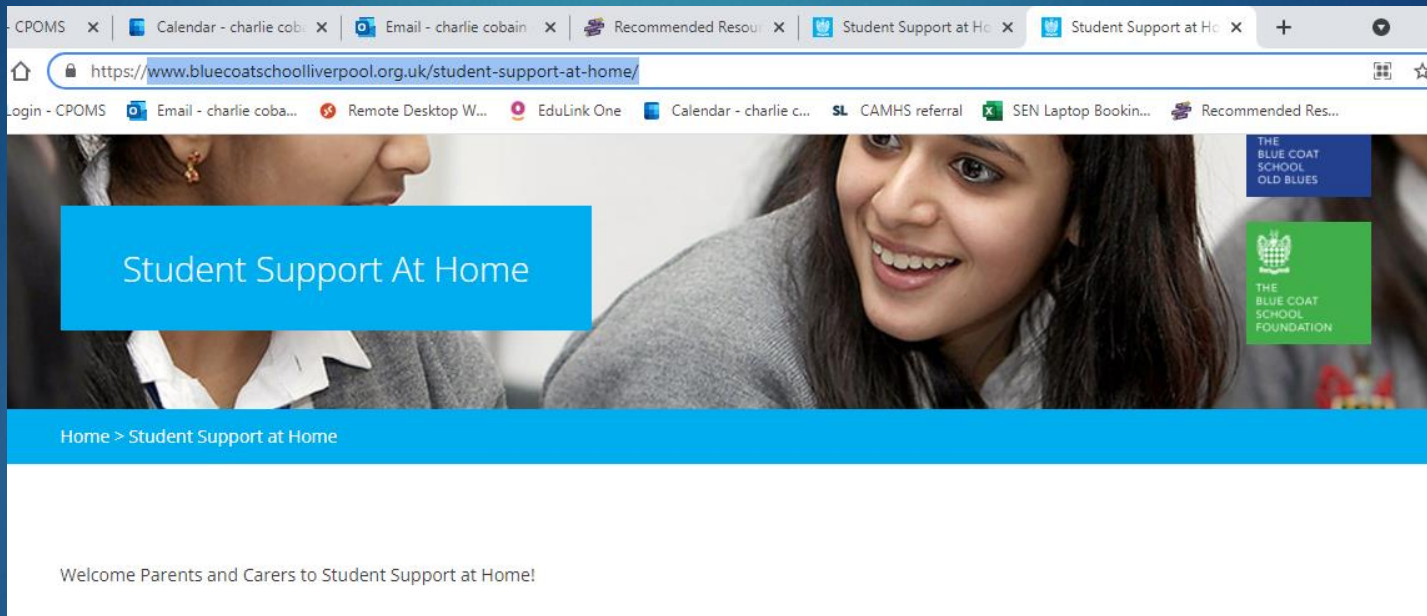 - CPOMS
Calendar - charlie cob
Email - charlie cobain
Recommended Resour
Student Support at Ho
Student Support at Ho
https://www.bluecoatschoolliverpool.org.uk/student-support-at-home/
Login - CPOMS
Email - charlie coba...
Remote Desktop W...
EduLink One
Calendar - charlie c...
SL CAMHS referral
SEN Laptop Bookin...
Recommended Res...
THE
BLUE COAT
SCHOOL
OLD BLUES
Student Support At Home
THE
BLUE COAT
SCHOOL
FOUNDATION
Home > Student Support at Home
Welcome Parents and Carers to Student Support at Home!